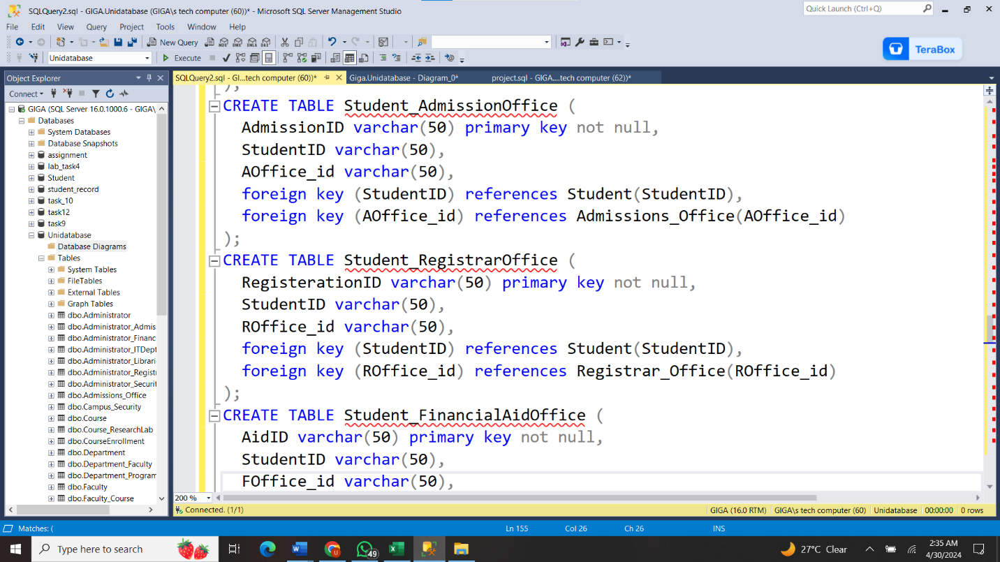 SQLQuery2.sql - GIGA.Unidatabase (GIGA\s tech computer (60))* - Microsoft SQL Server Management Studio
Quick Launch (Ctrl+Q)
File Edit View Query Project Tools Window Help
New Query
MDX DMX XMLA DAX
TeraBox
Unidatabase
Execute
Object Explorer
SQLQuery2.sql - GI...tech computer (60))*
Giga.Unidatabase - Diagram_0*
project.sql - GIGA....tech computer (62))*
Connect
GIGA (SQL Server 16.0.1000.6 - GIGA\
Databases
System Databases
Database Snapshots
assignment
lab_task4
Student
student_record
task_10
task12
task9
Unidatabase
Database Diagrams
Tables
System Tables
FileTables
External Tables
Graph Tables
dbo.Administrator
dbo.Administrator_Admis
dbo.Administrator_Financ
dbo.Administrator_ITDept
dbo.Administrator_Librari
dbo.Administrator_Registr
dbo.Administrator_Securit
dbo.Admissions_Office
dbo.Campus_Security
dbo.Course
dbo.Course_ResearchLab
dbo.CourseEnrollment
dbo.Department
dbo.Department_Faculty
dbo.Department_Program
dbo.Faculty
dbo.Faculty_Course
);
CREATE TABLE Student_AdmissionOffice (
AdmissionID varchar(50) primary key not null,
StudentID varchar(50),
AOffice_id varchar(50),
foreign key (StudentID) references Student(StudentID),
foreign key (AOffice_id) references Admissions_Office(AOffice_id)
);
CREATE TABLE Student_RegistrarOffice (
RegisterationID varchar(50) primary key not null,
StudentID varchar(50),
ROffice_id varchar(50),
foreign key (StudentID) references Student(StudentID),
foreign key (ROffice_id) references Registrar_Office(ROffice_id)
);
CREATE TABLE Student_FinancialAidOffice (
AidID varchar(50) primary key not null,
StudentID varchar(50),
FOffice_id varchar(50),
200 %
Connected. (1/1)
GIGA (16.0 RTM) GIGA\s tech computer (60) Unidatabase 00:00:00 0 rows
Matches: (
Ln 155 Col 26 Ch 26 INS
Type here to search
49
27°C Clear
2:35 AM
4/30/2024